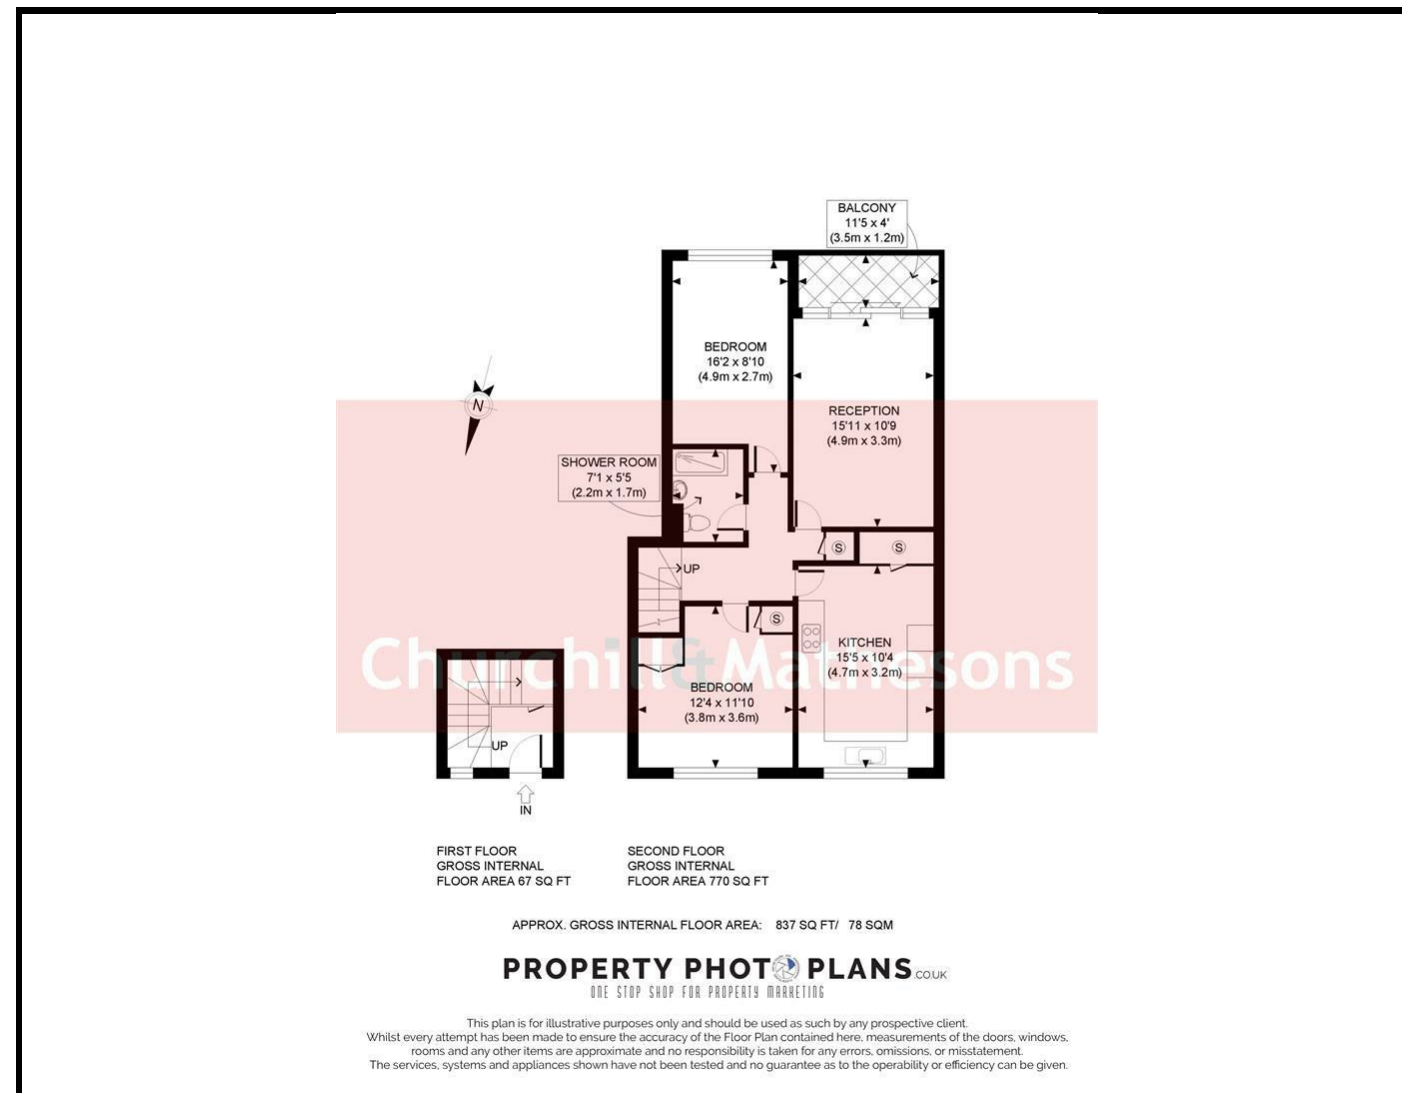 BALCONY
11'5 x 4'
(3.5m x 1.2m)
BEDROOM
16'2 x 8'10
(4.9m x 2.7m)
RECEPTION
15'11 x 10'9
(4.9m x 3.3m)
N
SHOWER ROOM
7'1 x 5'5
(2.2m x 1.7m)
S
S
UP
S
KITCHEN
15'5 x 10'4
(4.7m x 3.2m)
Churchill & Mathesons
BEDROOM
12'4 x 11'10
(3.8m x 3.6m)
UP
IN
FIRST FLOOR
GROSS INTERNAL
FLOOR AREA 67 SQ FT
SECOND FLOOR
GROSS INTERNAL
FLOOR AREA 770 SQ FT
APPROX. GROSS INTERNAL FLOOR AREA: 837 SQ FT/ 78 SQM
PROPERTY PHOTO PLANS.CO.UK
ONE STOP SHOP FOR PROPERTY MARKETING
This plan is for illustrative purposes only and should be used as such by any prospective client.
Whilst every attempt has been made to ensure the accuracy of the Floor Plan contained here, measurements of the doors, windows,
rooms and any other items are approximate and no responsibility is taken for any errors, omissions, or misstatement.
The services, systems and appliances shown have not been tested and no guarantee as to the operability or efficiency can be given.